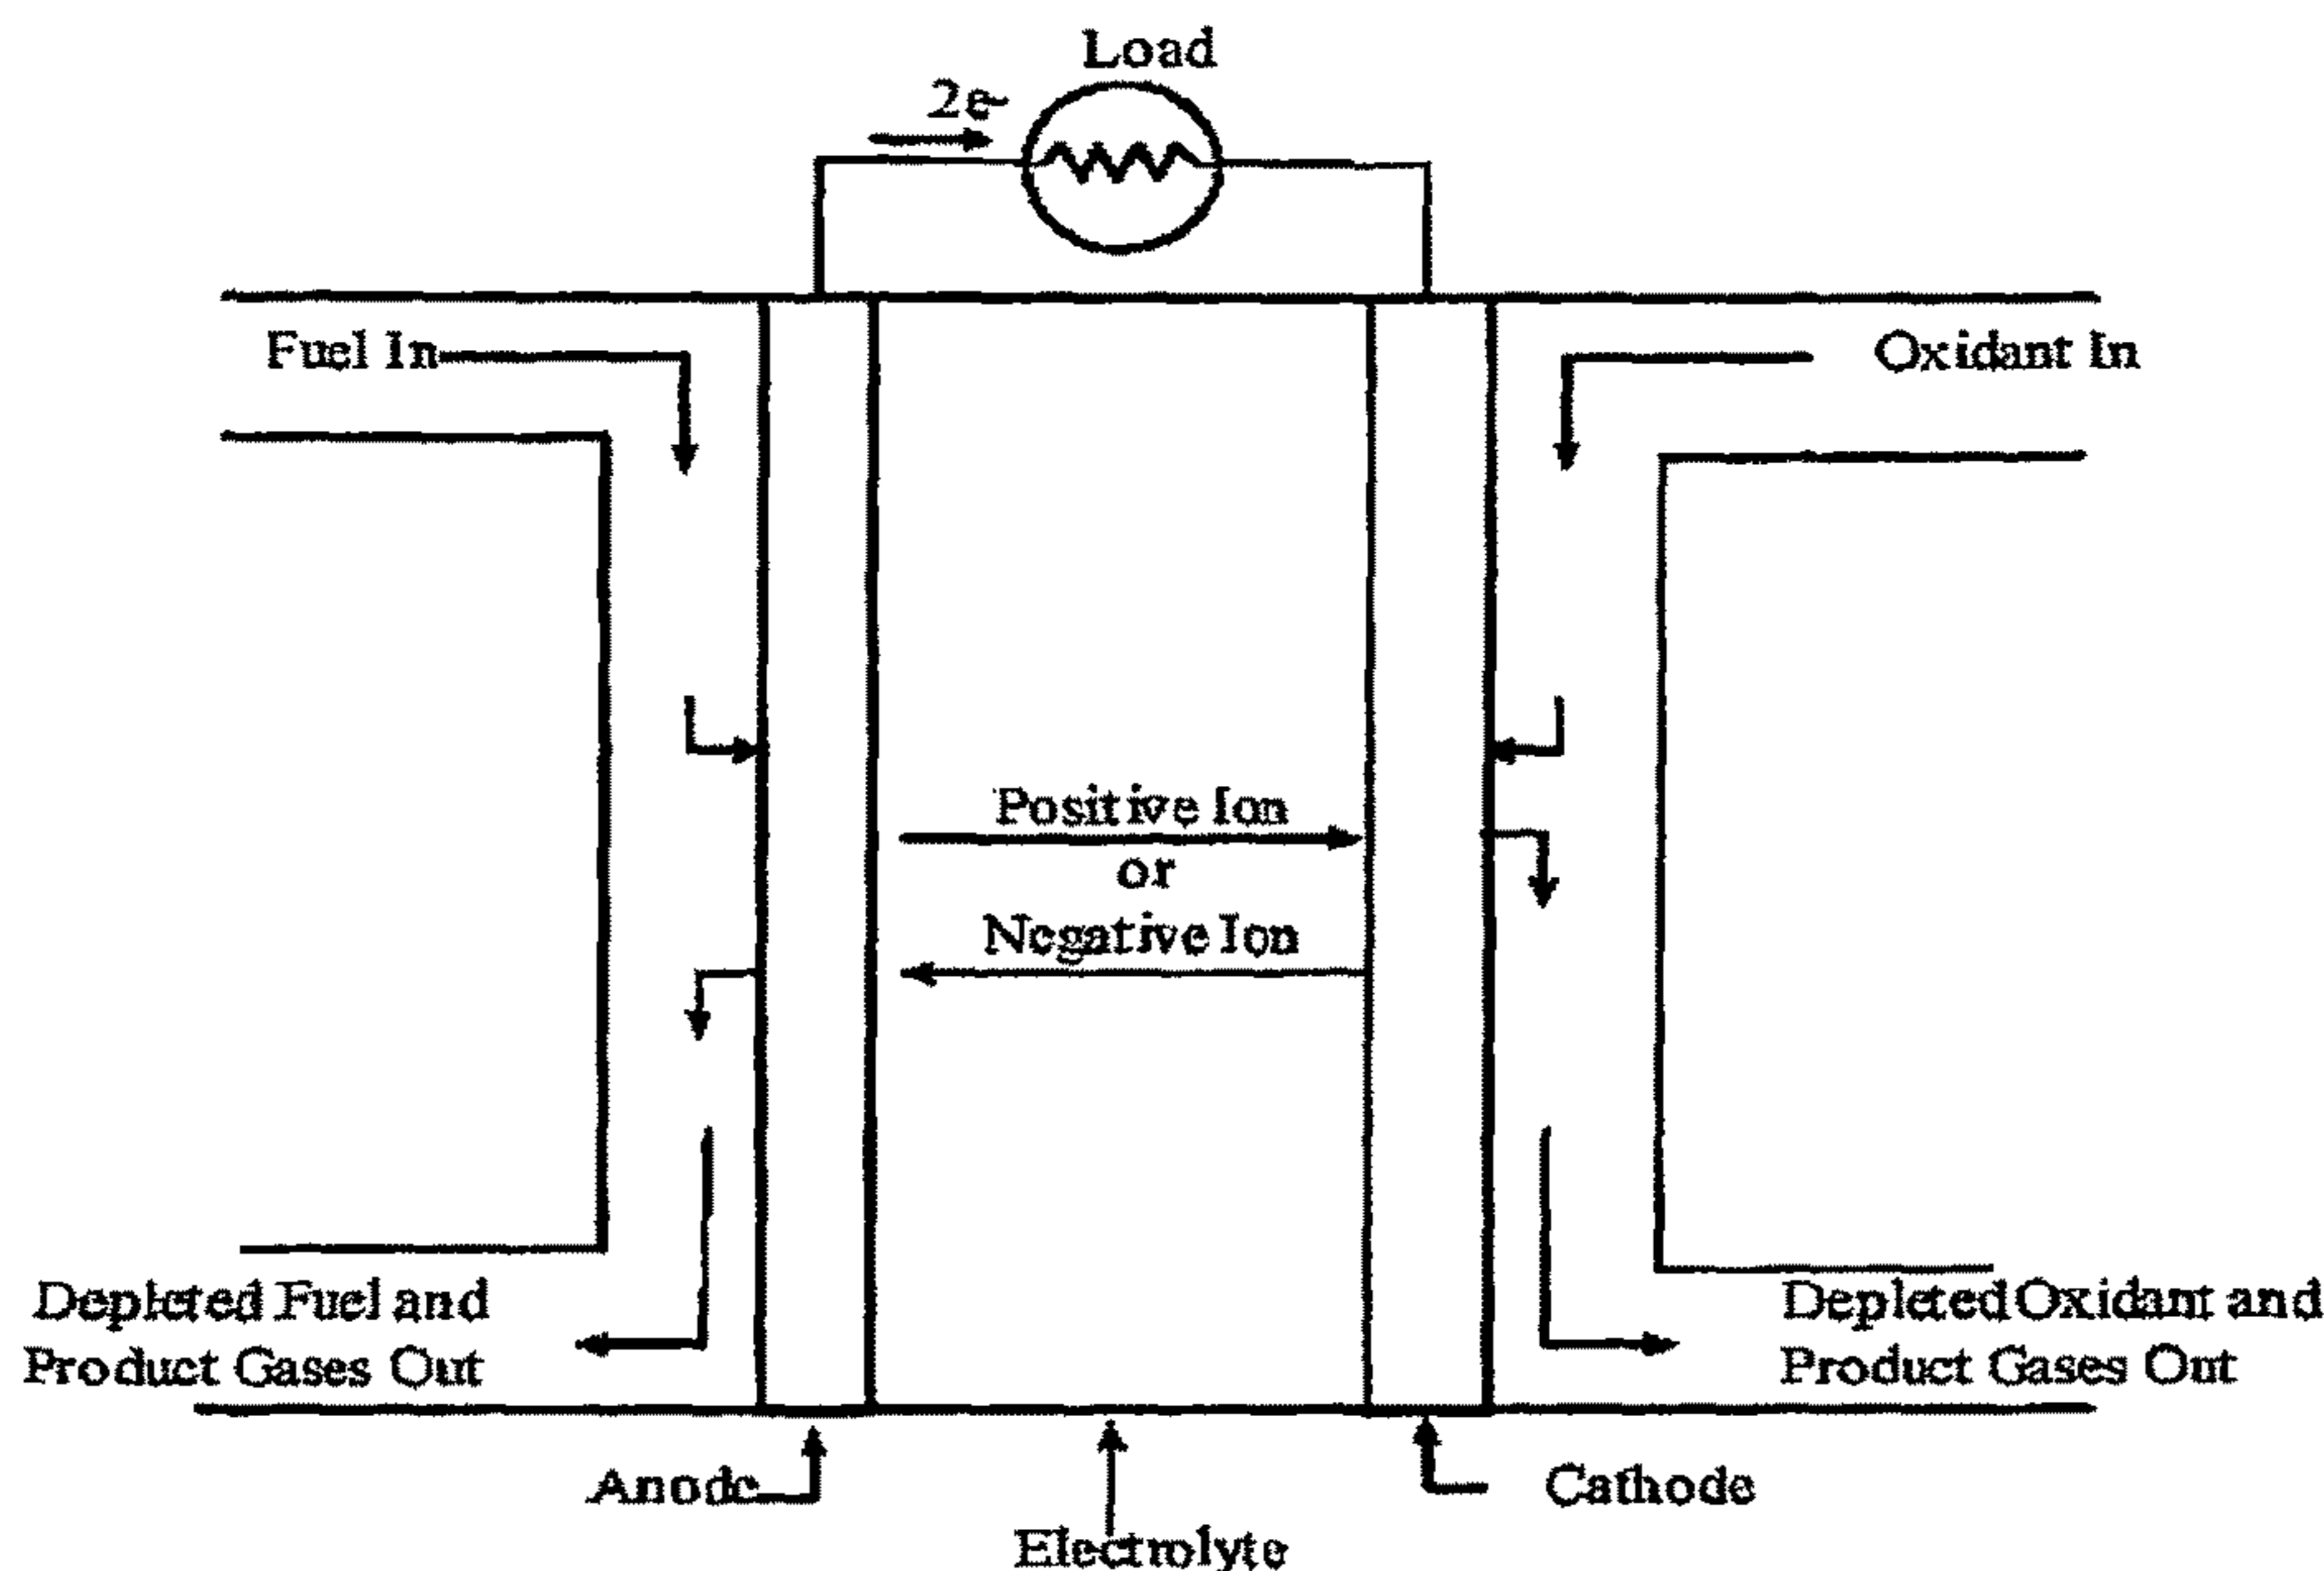 Load
2e-
Fuel In
Oxidant In
Positive Ion
or
Negative Ion
Depleted Fuel and
Product Gases Out
Depleted Oxidant and
Product Gases Out
Anode
Cathode
Electrolyte